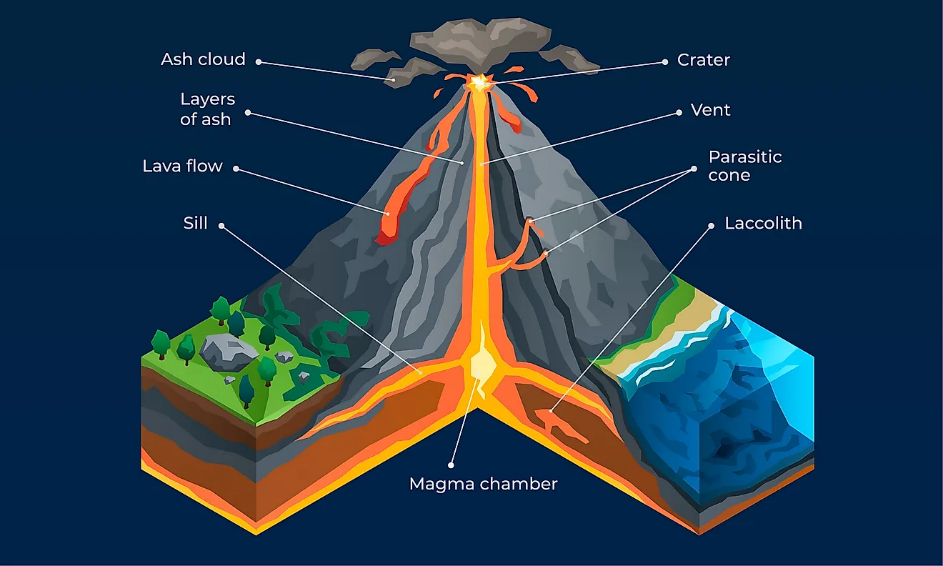 Ash cloud
Crater
Layers
of ash
Vent
Lava flow
Parasitic
cone
Sill
Laccolith
Magma chamber